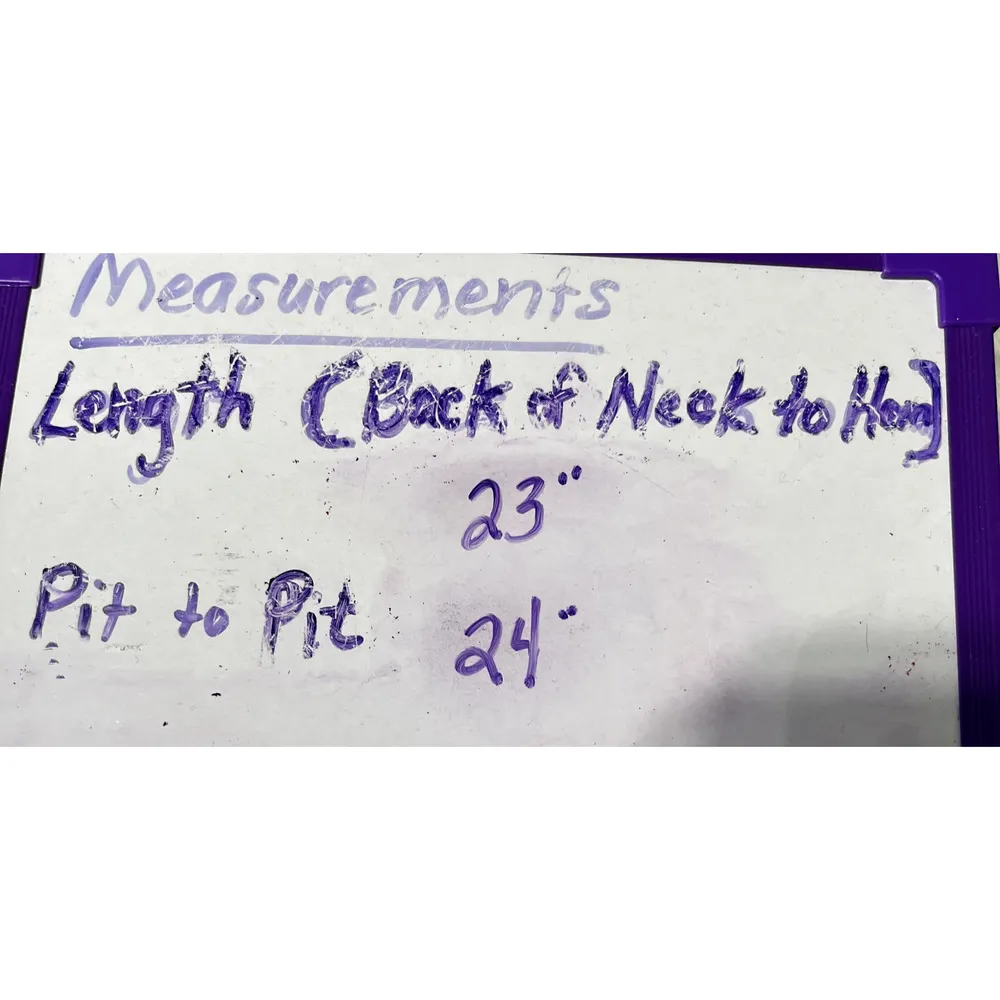 Measurements
Length (Back of Neck to Hem)
23"
Pit to Pit 24"